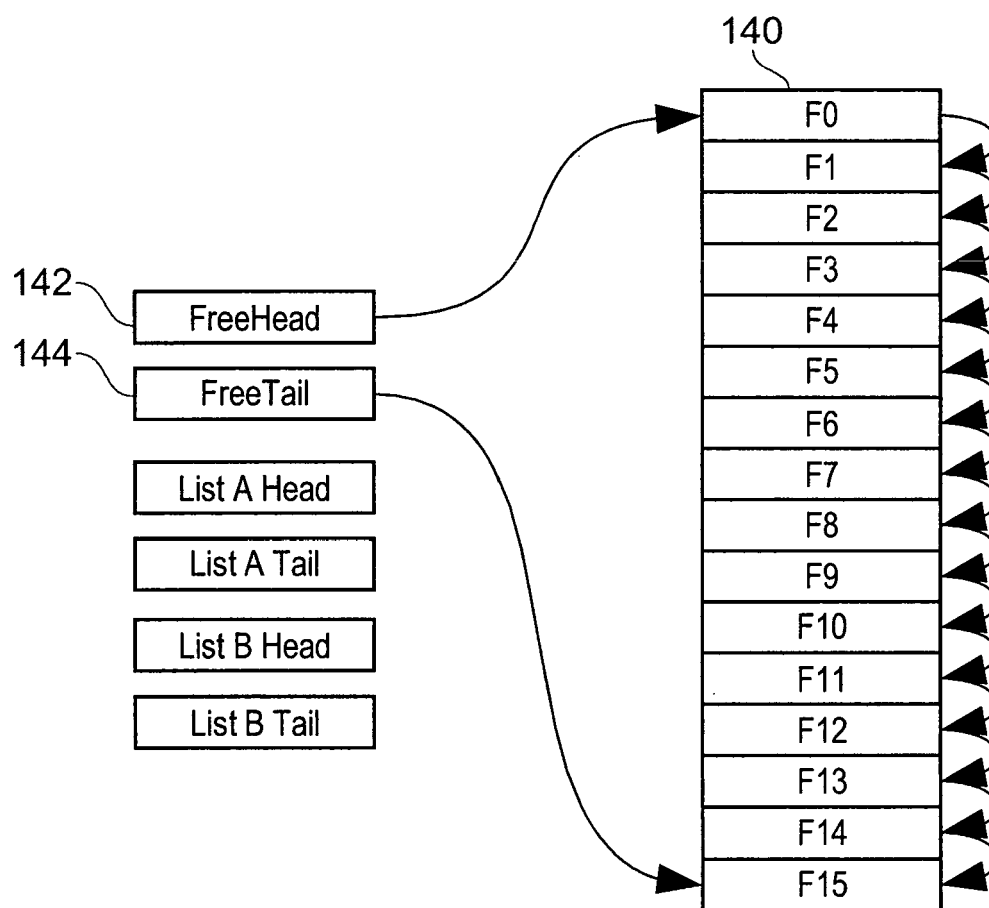 140
F0
F1
F2
F3
F4
F5
F6
F7
F8
F9
F10
F11
F12
F13
F14
F15
142
FreeHead
144
FreeTail
List A Head
List A Tail
List B Head
List B Tail